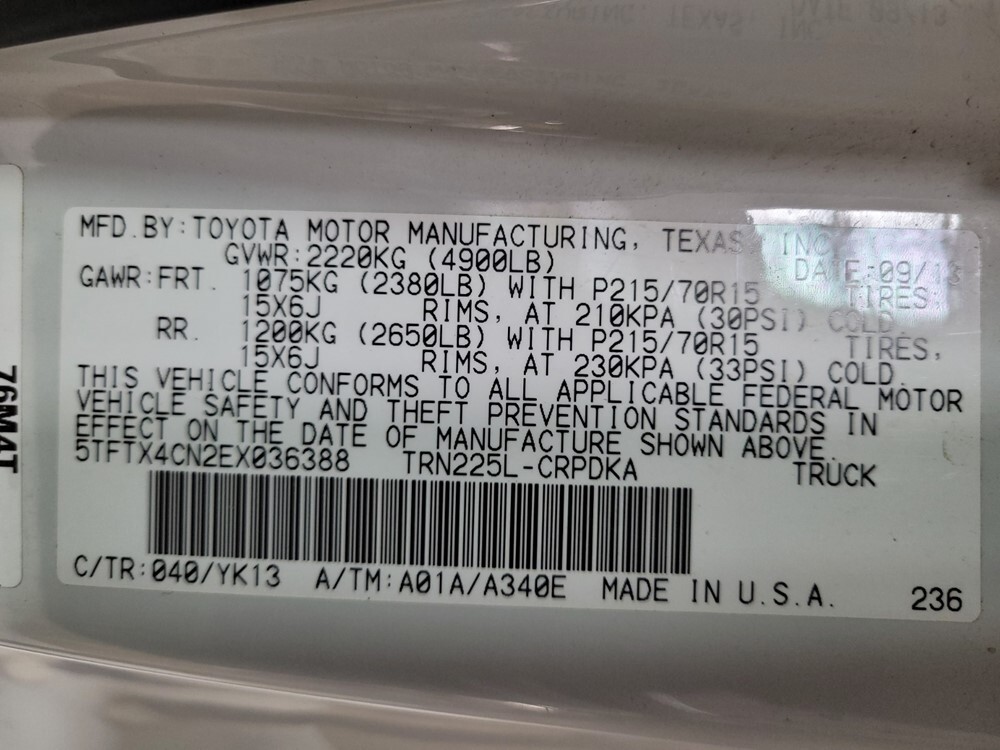 MFD.BY:TOYOTA MOTOR MANUFACTURING, TEXAS, INC.
GVWR:2220KG (4900LB) DATE:09/13
GAWR:FRT. 1075KG (2380LB) WITH P215/70R15 TIRES,
15X6J RIMS, AT 210KPA (30PSI) COLD.
RR. 1200KG (2650LB) WITH P215/70R15 TIRES,
15X6J RIMS, AT 230KPA (33PSI) COLD.
THIS VEHICLE CONFORMS TO ALL APPLICABLE FEDERAL MOTOR
VEHICLE SAFETY AND THEFT PREVENTION STANDARDS IN
EFFECT ON THE DATE OF MANUFACTURE SHOWN ABOVE.
5TFTX4CN2EX036388 TRN225L-CRPDKA TRUCK
C/TR:040/YK13 A/TM:A01A/A340E MADE IN U.S.A. 236
76M4AT